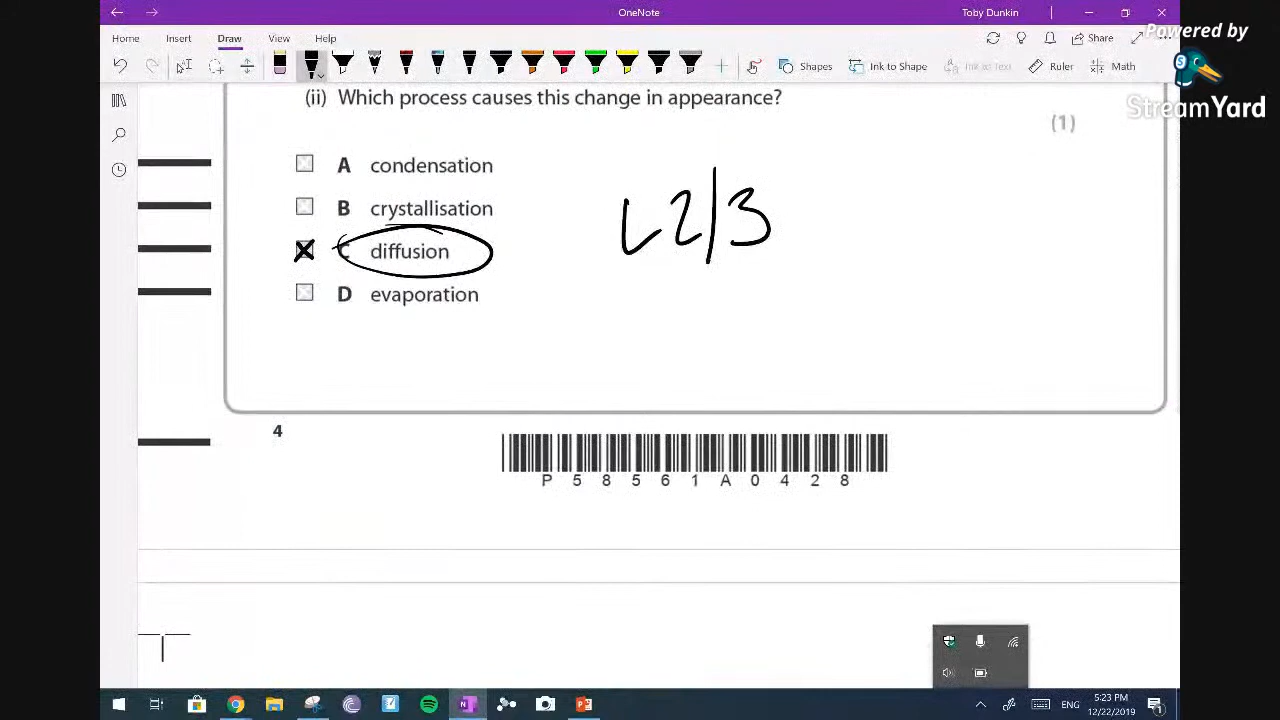 OneNote
Toby Dunkin
Powered by
StreamYard
Home Insert Draw View Help
Share
Shapes Ink to Shape Ink to Text Ruler Math
(ii) Which process causes this change in appearance?
(1)
A condensation
B crystallisation
C diffusion
D evaporation
L2/3
4
P 5 8 5 6 1 A 0 4 2 8
ENG
5:23 PM
12/22/2019